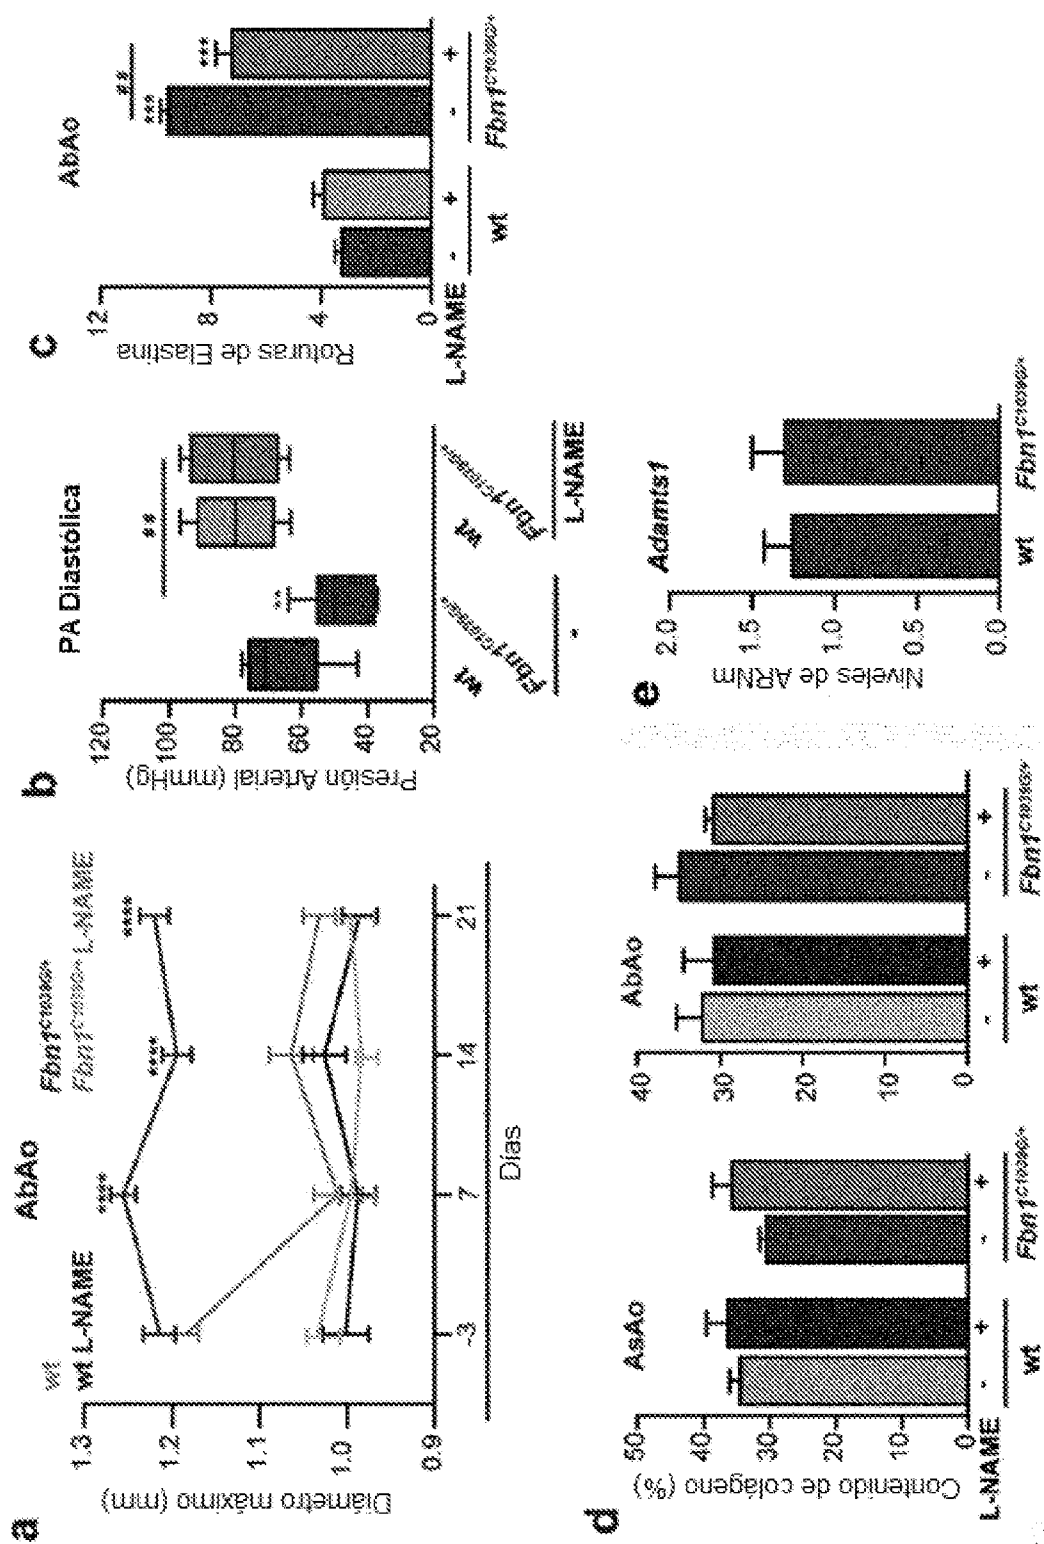 a
AbAo
wt
wt L-NAME
Fbn1C1039G/+
Fbn1C1039G/+ L-NAME
Diámetro máximo (mm)
1.3
1.2
1.1
1.0
0.9
****
****
****
-3
7
14
21
Días
b
PA Diastólica
Presión Arterial (mmHg)
120
100
80
60
40
20
**
##
wt
Fbn1C1039G/+
wt
Fbn1C1039G/+
-
L-NAME
c
AbAo
Roturas de Elastina
12
8
4
0
***
***
##
L-NAME
- + - +
wt Fbn1C1039G/+
d
AsAo
Contenido de colágeno (%)
50
40
30
20
10
0
L-NAME
- + - +
wt Fbn1C1039G/+
AbAo
40
30
20
10
0
- + - +
wt Fbn1C1039G/+
e
Adamts1
Niveles de ARNm
2.0
1.5
1.0
0.5
0.0
wt Fbn1C1039G/+